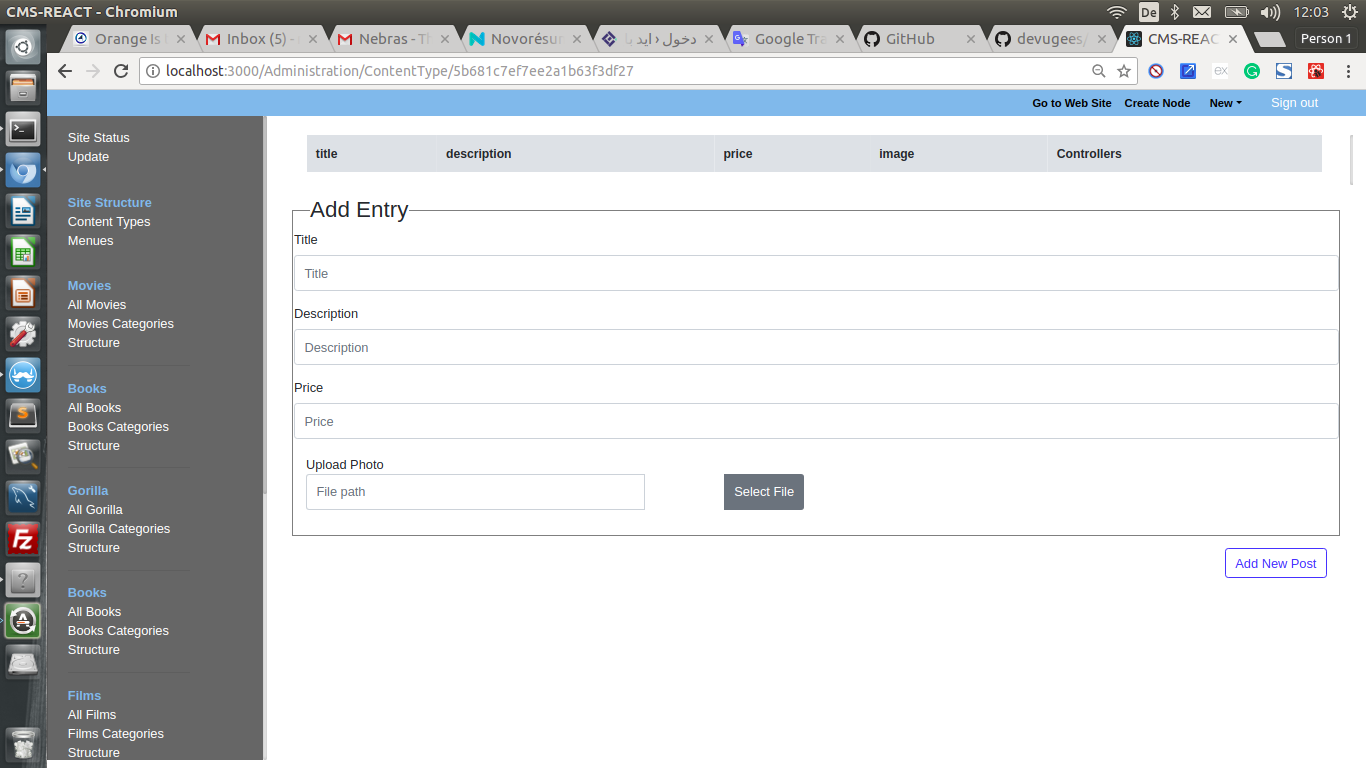 CMS-REACT - Chromium
De
12:03
Orange Is
Inbox (5) -
Nebras - Th
Novorésu
دخول ‹ ايد با
Google Tra
GitHub
devugees/
CMS-REAC
Person 1
localhost:3000/Administration/ContentType/5b681c7ef7ee2a1b63f3df27
ex
Go to Web Site
Create Node
New
Sign out
Site Status
Update
Site Structure
Content Types
Menues
Movies
All Movies
Movies Categories
Structure
Books
All Books
Books Categories
Structure
Gorilla
All Gorilla
Gorilla Categories
Structure
Books
All Books
Books Categories
Structure
Films
All Films
Films Categories
Structure
title description price image Controllers
Add Entry
Title
Title
Description
Description
Price
Price
Upload Photo
File path
Select File
Add New Post